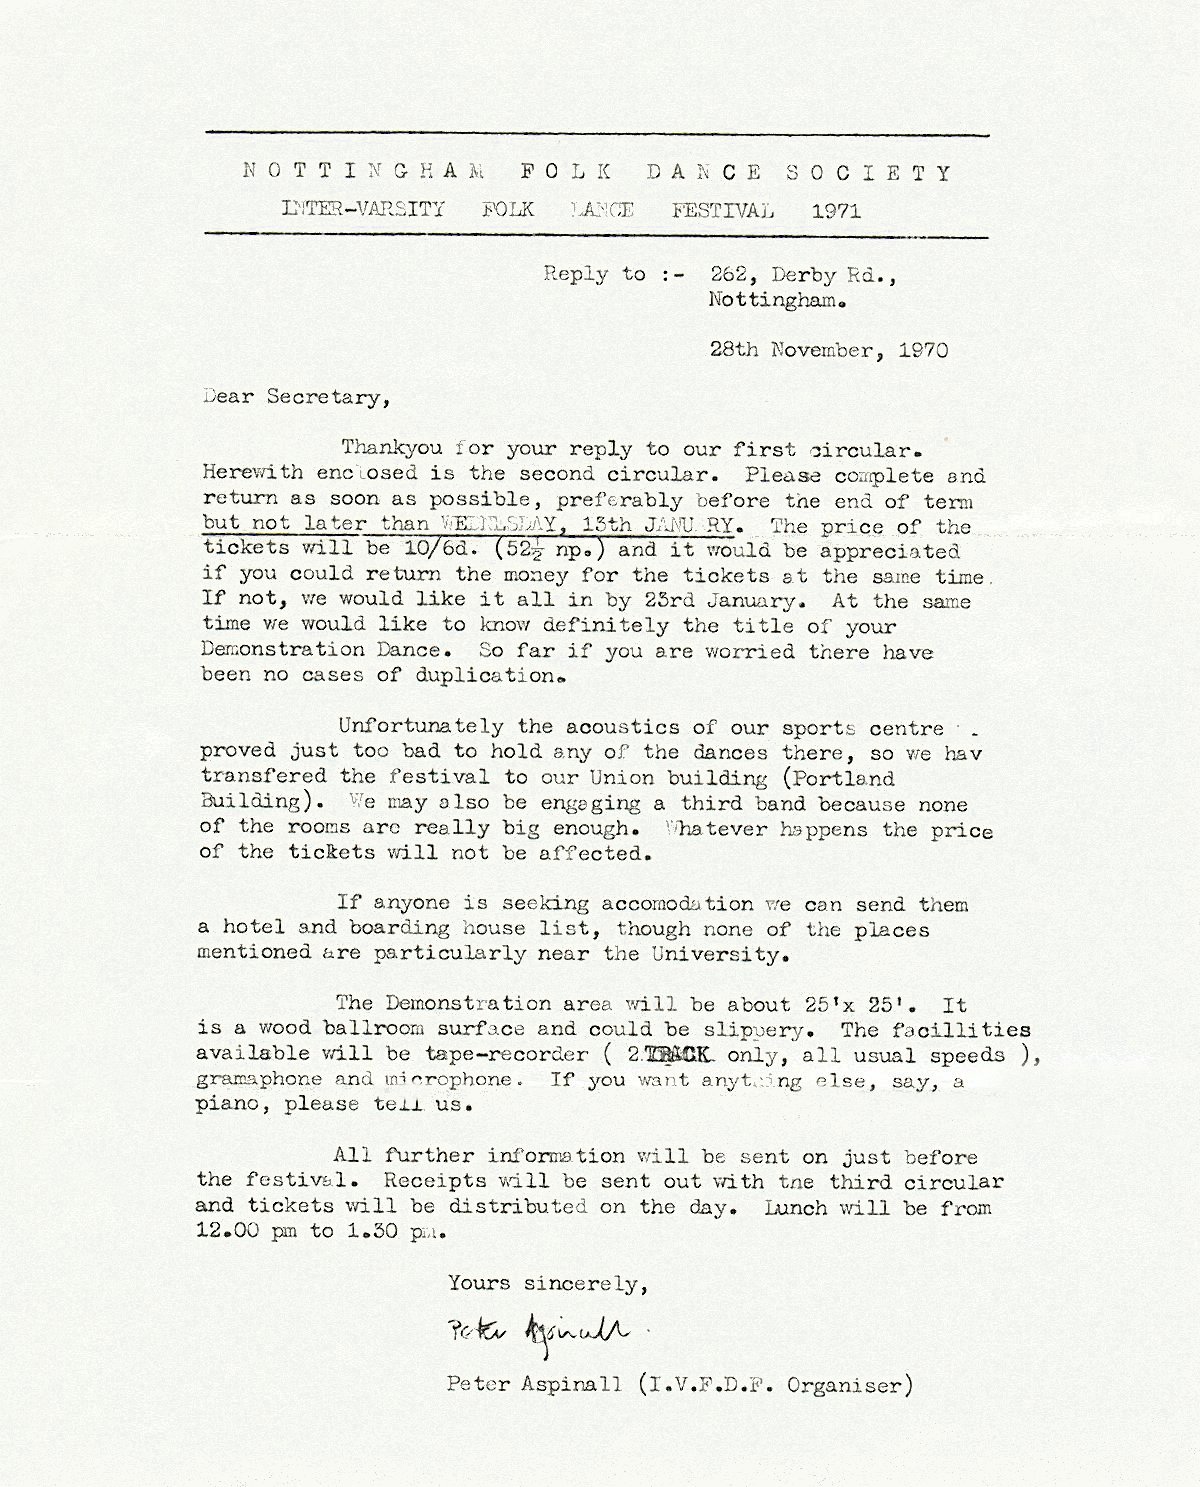 NOTTINGHAM FOLK DANCE SOCIETY
INTER-VARSITY FOLK DANCE FESTIVAL 1971
Reply to :- 262, Derby Rd.,
Nottingham.
28th November, 1970
Dear Secretary,
Thankyou for your reply to our first circular.
Herewith enclosed is the second circular. Please complete and
return as soon as possible, preferably before the end of term
but not later than WEDNESDAY, 13th JANUARY. The price of the
tickets will be 10/6d. (52½ np.) and it would be appreciated
if you could return the money for the tickets at the same time.
If not, we would like it all in by 23rd January. At the same
time we would like to know definitely the title of your
Demonstration Dance. So far if you are worried there have
been no cases of duplication.
Unfortunately the acoustics of our sports centre
proved just too bad to hold any of the dances there, so we hav
transfered the festival to our Union building (Portland
Building). We may also be engaging a third band because none
of the rooms are really big enough. Whatever happens the price
of the tickets will not be affected.
If anyone is seeking accomodation we can send them
a hotel and boarding house list, though none of the places
mentioned are particularly near the University.
The Demonstration area will be about 25'x 25'. It
is a wood ballroom surface and could be slippery. The facillities
available will be tape-recorder ( 2 TRACK only, all usual speeds ),
gramaphone and microphone. If you want anything else, say, a
piano, please tell us.
All further information will be sent on just before
the festival. Receipts will be sent out with the third circular
and tickets will be distributed on the day. Lunch will be from
12.00 pm to 1.30 pm.
Yours sincerely,
Peter Aspinall
Peter Aspinall (I.V.F.D.F. Organiser)